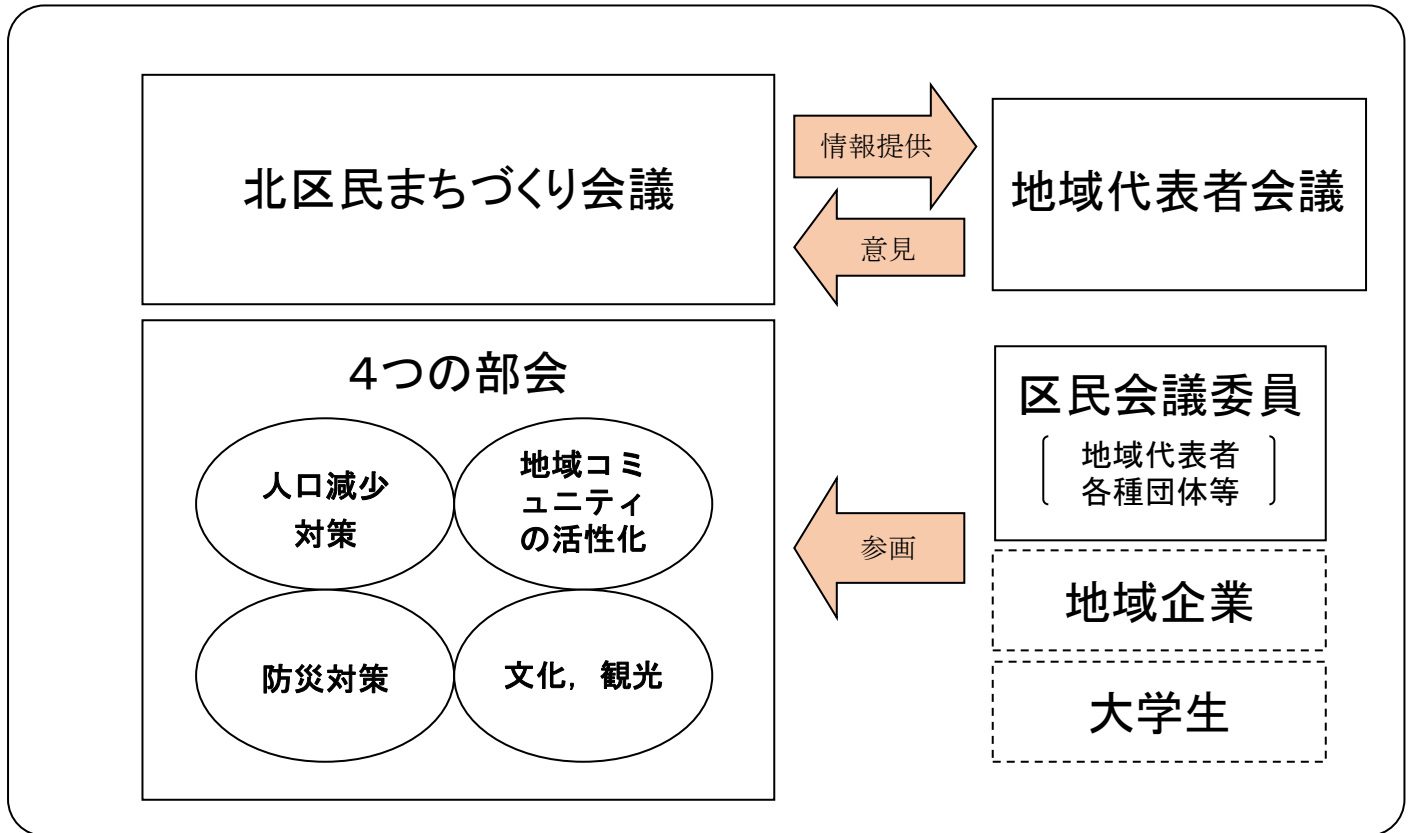 北区民まちづくり会議
情報提供
意見
地域代表者会議
４つの部会
人口減少
対策
地域コミ
ュニティ
の活性化
防災対策
文化，観光
参画
区民会議委員
地域代表者
各種団体等
地域企業
大学生